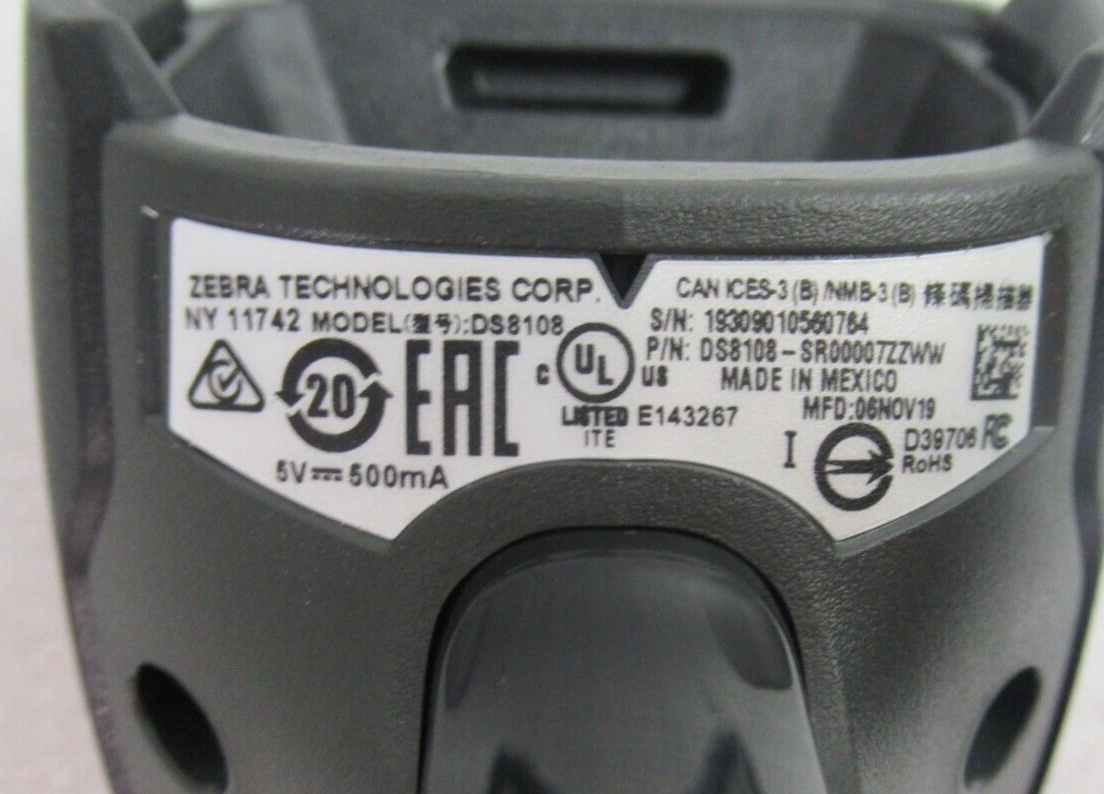 ZEBRA TECHNOLOGIES CORP.
NY 11742 MODEL(型号):DS8108
20
EAC
5V⎓500mA
c UL US
LISTED E143267
ITE
CAN ICES-3 (B) /NMB-3 (B) 條碼掃描器
S/N: 19309010560764
P/N: DS8108-SR00007ZZWW
MADE IN MEXICO
MFD:06NOV19
I
D39706 FC
RoHS